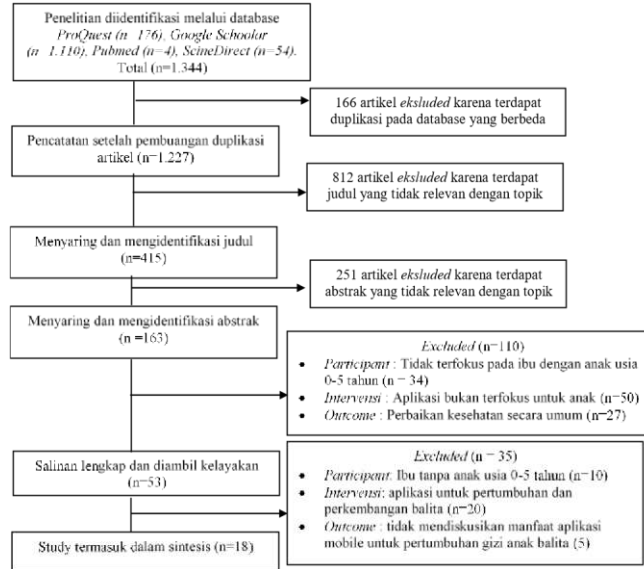 Penelitian diidentifikasi melalui database
ProQuest (n=176), Google Schoolar
(n=1.110), Pubmed (n=4), ScineDirect (n=54).
Total (n=1.344)
166 artikel eksluded karena terdapat
duplikasi pada database yang berbeda
Pencatatan setelah pembuangan duplikasi
artikel (n=1.227)
812 artikel eksluded karena terdapat
judul yang tidak relevan dengan topik
Menyaring dan mengidentifikasi judul
(n=415)
251 artikel eksluded karena terdapat
abstrak yang tidak relevan dengan topik
Menyaring dan mengidentifikasi abstrak
(n =163)
Excluded (n=110)
• Participant : Tidak terfokus pada ibu dengan anak usia
0-5 tahun (n = 34)
• Intervensi : Aplikasi bukan terfokus untuk anak (n=50)
• Outcome : Perbaikan kesehatan secara umum (n=27)
Salinan lengkap dan diambil kelayakan
(n=53)
Excluded (n = 35)
• Participant: Ibu tanpa anak usia 0-5 tahun (n=10)
• Intervensi: aplikasi untuk pertumbuhan dan
perkembangan balita (n=20)
• Outcome : tidak mendiskusikan manfaat aplikasi
mobile untuk pertumbuhan gizi anak balita (5)
Study termasuk dalam sintesis (n=18)